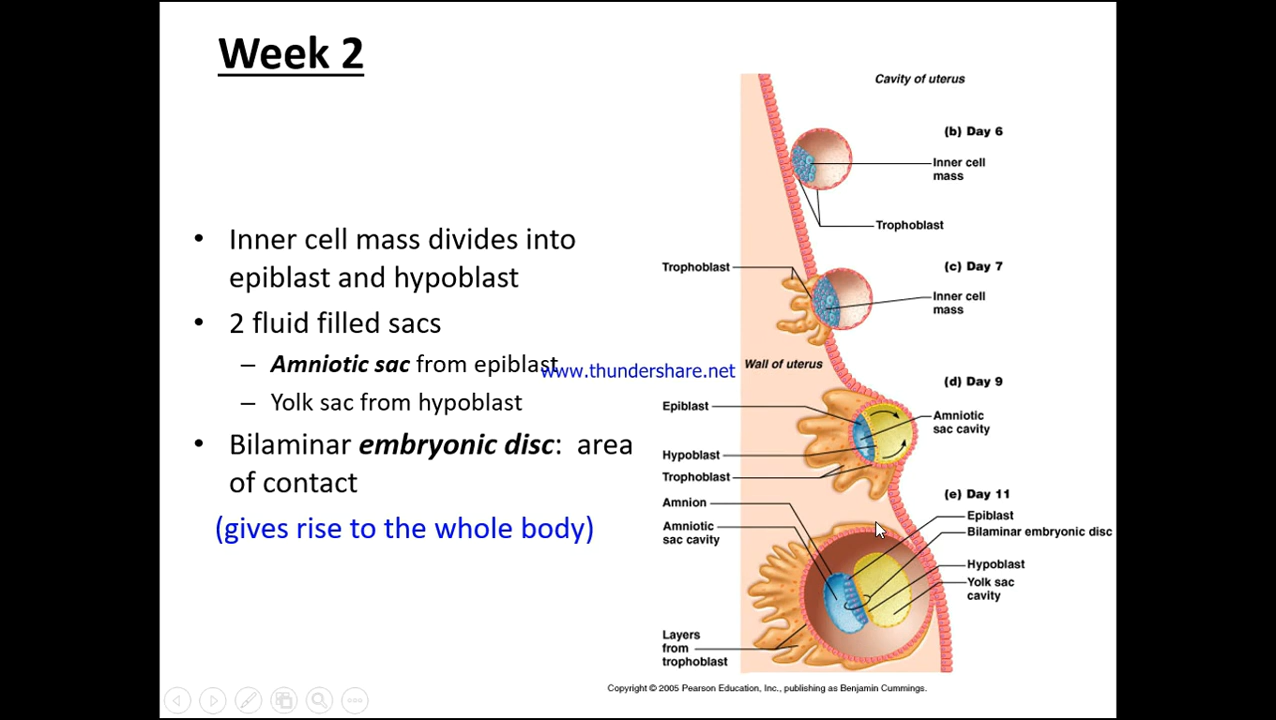 Week 2
• Inner cell mass divides into
epiblast and hypoblast
• 2 fluid filled sacs
– Amniotic sac from epiblast
– Yolk sac from hypoblast
• Bilaminar embryonic disc: area
of contact
(gives rise to the whole body)
www.thundershare.net
Cavity of uterus
(b) Day 6
Inner cell
mass
Trophoblast
(c) Day 7
Trophoblast
Inner cell
mass
Wall of uterus
(d) Day 9
Epiblast
Amniotic
sac cavity
Hypoblast
Trophoblast
(e) Day 11
Amnion
Amniotic
sac cavity
Epiblast
Bilaminar embryonic disc
Hypoblast
Yolk sac
cavity
Layers
from
trophoblast
Copyright © 2005 Pearson Education, Inc., publishing as Benjamin Cummings.